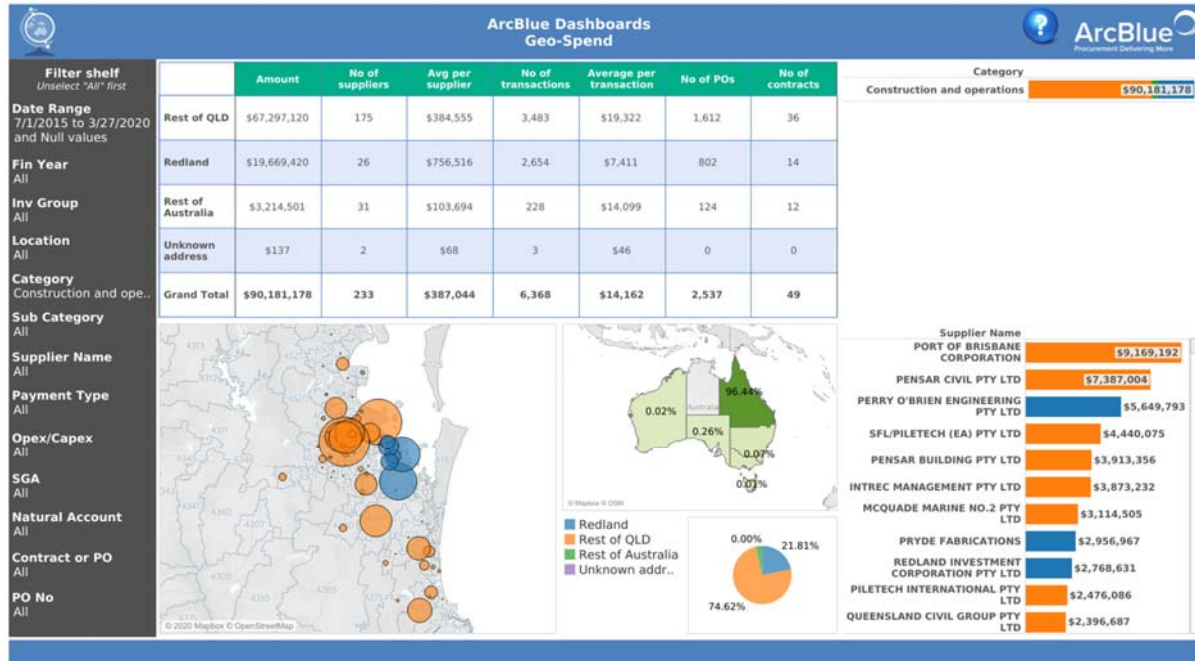 ArcBlue Dashboards
Geo-Spend
?
ArcBlue
Procurement Delivering More
Filter shelf
Unselect "All" first
Date Range
7/1/2015 to 3/27/2020
and Null values
Fin Year
All
Inv Group
All
Location
All
Category
Construction and ope..
Sub Category
All
Supplier Name
All
Payment Type
All
Opex/Capex
All
SGA
All
Natural Account
All
Contract or PO
All
PO No
All
Amount No of suppliers Avg per supplier No of transactions Average per transaction No of POs No of contracts
Rest of QLD $67,297,120 175 $384,555 3,483 $19,322 1,612 36
Redland $19,669,420 26 $756,516 2,654 $7,411 802 14
Rest of Australia $3,214,501 31 $103,694 228 $14,099 124 12
Unknown address $137 2 $68 3 $46 0 0
Grand Total $90,181,178 233 $387,044 6,368 $14,162 2,537 49
Category
Construction and operations $90,181,178
4313
4307
4310
4309
4275
© 2020 Mapbox © OpenStreetMap
96.44%
0.02%
Australia
0.26%
0.07%
0.01%
© Mapbox © OSM
Redland
Rest of QLD
Rest of Australia
Unknown addr..
0.00%
21.81%
74.62%
Supplier Name
PORT OF BRISBANE
CORPORATION
$9,169,192
PENSAR CIVIL PTY LTD $7,387,004
PERRY O'BRIEN ENGINEERING
PTY LTD
$5,649,793
SFL/PILETECH (EA) PTY LTD $4,440,075
PENSAR BUILDING PTY LTD $3,913,356
INTREC MANAGEMENT PTY LTD $3,873,232
MCQUADE MARINE NO.2 PTY
LTD
$3,114,505
PRYDE FABRICATIONS $2,956,967
REDLAND INVESTMENT
CORPORATION PTY LTD
$2,768,631
PILETECH INTERNATIONAL PTY
LTD
$2,476,086
QUEENSLAND CIVIL GROUP PTY
LTD
$2,396,687